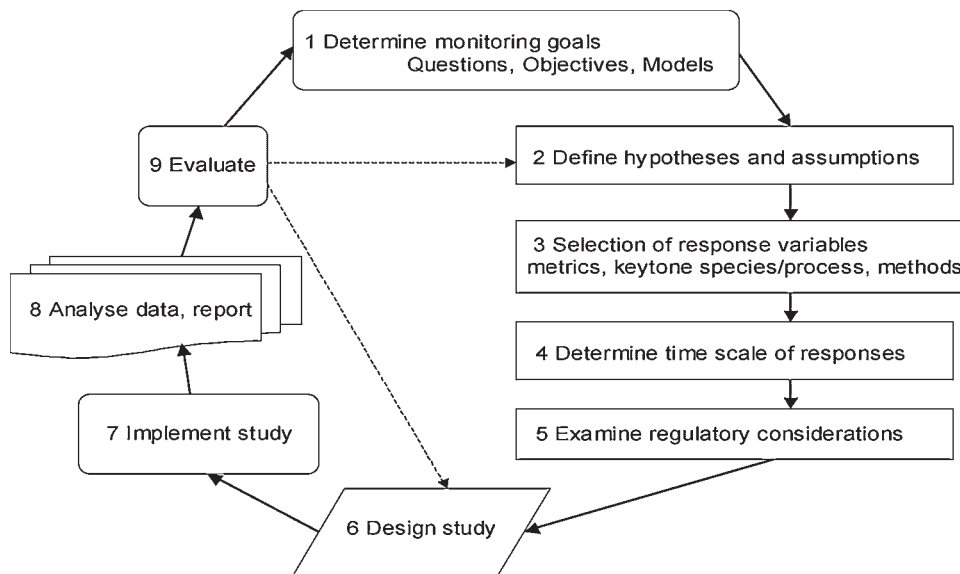 1 Determine monitoring goals
Questions, Objectives, Models
2 Define hypotheses and assumptions
3 Selection of response variables
metrics, keytone species/process, methods
4 Determine time scale of responses
5 Examine regulatory considerations
6 Design study
7 Implement study
8 Analyse data, report
9 Evaluate